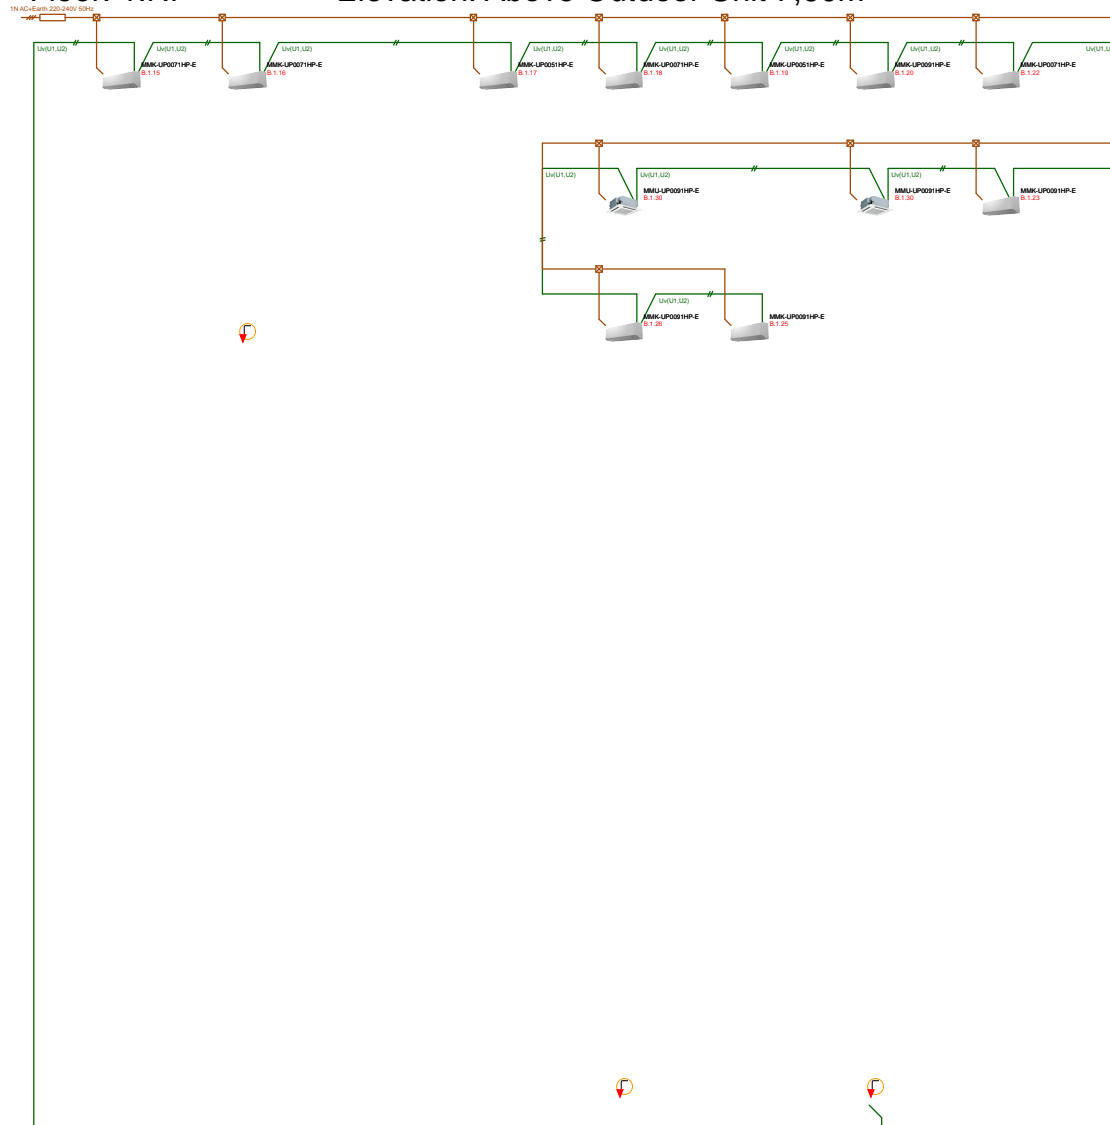 1N AC+Earth 220-240V 50Hz
Uv(U1,U2) Uv(U1,U2) Uv(U1,U2) Uv(U1,U2) Uv(U1,U2) Uv(U1,U2) Uv(U1,U2) Uv(U1,U
MMK-UP0071HP-E MMK-UP0071HP-E MMK-UP0051HP-E MMK-UP0071HP-E MMK-UP0051HP-E MMK-UP0091HP-E MMK-UP0071HP-E
B.1.15 B.1.16 B.1.17 B.1.18 B.1.19 B.1.20 B.1.22
Uv(U1,U2) Uv(U1,U2) Uv(U1,U2)
MMU-UP0091HP-E MMU-UP0091HP-E MMK-UP0091HP-E
B.1.30 B.1.30 B.1.23
Uv(U1,U2)
MMK-UP0091HP-E MMK-UP0091HP-E
B.1.26 B.1.25